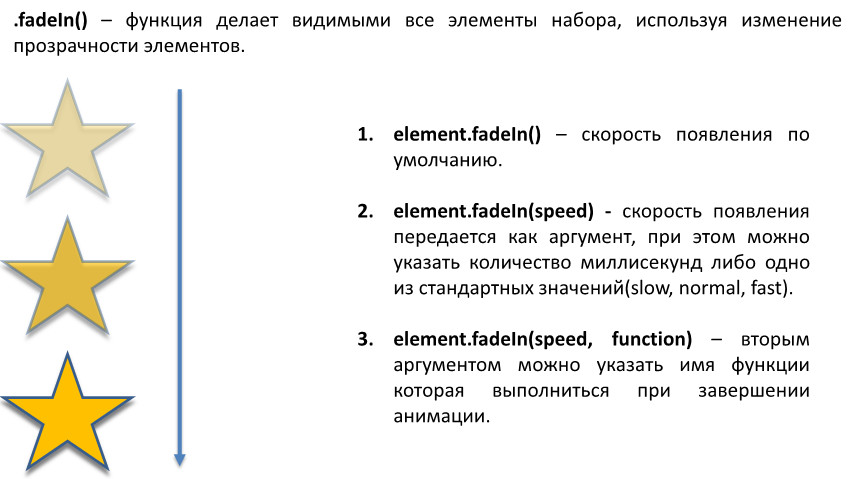 .fadeIn() – функция делает видимыми все элементы набора, используя изменение
прозрачности элементов.
1. element.fadeIn() – скорость появления по
умолчанию.
2. element.fadeIn(speed) - скорость появления
передается как аргумент, при этом можно
указать количество миллисекунд либо одно
из стандартных значений(slow, normal, fast).
3. element.fadeIn(speed, function) – вторым
аргументом можно указать имя функции
которая выполниться при завершении
анимации.